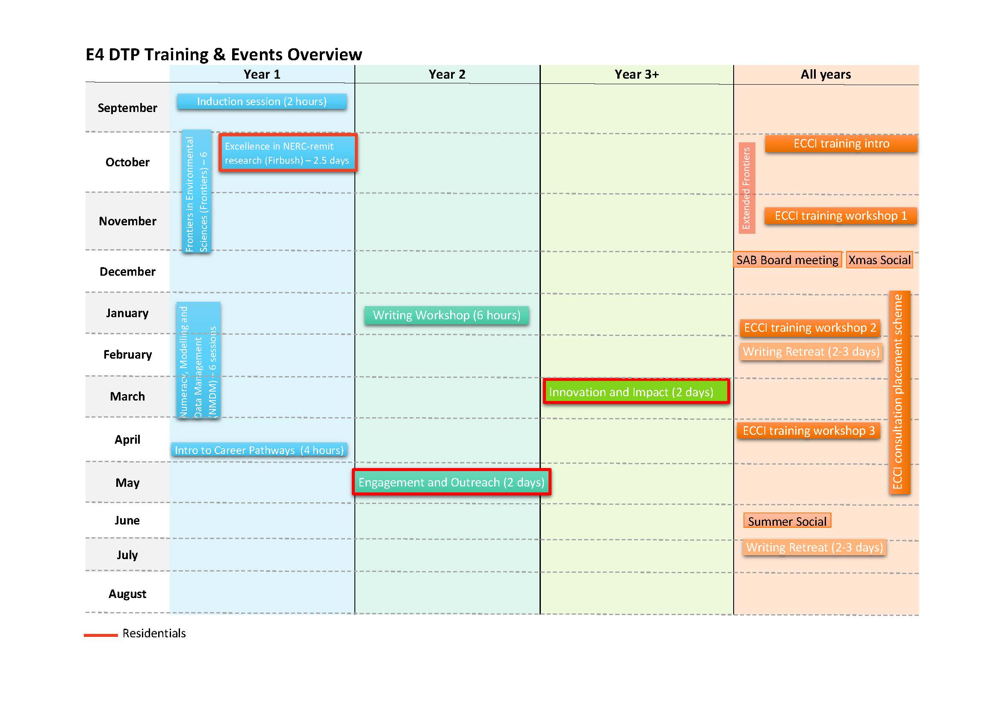 E4 DTP Training & Events Overview
Year 1
Year 2
Year 3+
All years
September
Induction session (2 hours)
October
Frontiers in Environmental
Sciences (Frontiers) – 6
Excellence in NERC-remit
research (Firbush) – 2.5 days
Extended Frontiers
ECCI training intro
November
ECCI training workshop 1
December
SAB Board meeting
Xmas Social
January
Numeracy, Modelling and
Data Management
(NMDM) – 6 sessions
Writing Workshop (6 hours)
ECCI training workshop 2
ECCI consultation placement scheme
February
Writing Retreat (2-3 days)
March
Innovation and Impact (2 days)
April
Intro to Career Pathways (4 hours)
ECCI training workshop 3
May
Engagement and Outreach (2 days)
June
Summer Social
July
Writing Retreat (2-3 days)
August
Residentials